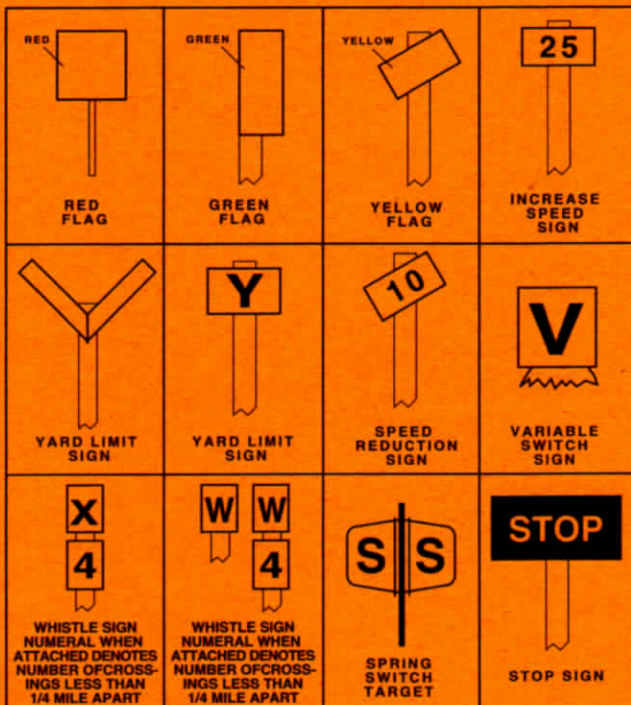 RED
RED
FLAG
GREEN
GREEN
FLAG
YELLOW
YELLOW
FLAG
25
INCREASE
SPEED
SIGN
YARD LIMIT
SIGN
Y
YARD LIMIT
SIGN
10
SPEED
REDUCTION
SIGN
V
VARIABLE
SWITCH
SIGN
X
4
WHISTLE SIGN
NUMERAL WHEN
ATTACHED DENOTES
NUMBER OFCROSS-
INGS LESS THAN
1/4 MILE APART
W W
4
WHISTLE SIGN
NUMERAL WHEN
ATTACHED DENOTES
NUMBER OFCROSS-
INGS LESS THAN
1/4 MILE APART
S S
SPRING
SWITCH
TARGET
STOP
STOP SIGN